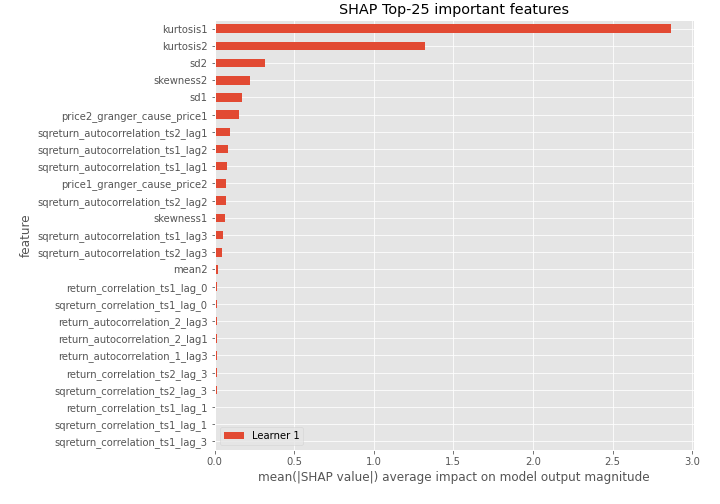 SHAP Top-25 important features
kurtosis1
kurtosis2
sd2
skewness2
sd1
price2_granger_cause_price1
sqreturn_autocorrelation_ts2_lag1
sqreturn_autocorrelation_ts1_lag2
sqreturn_autocorrelation_ts1_lag1
price1_granger_cause_price2
sqreturn_autocorrelation_ts2_lag2
skewness1
sqreturn_autocorrelation_ts1_lag3
sqreturn_autocorrelation_ts2_lag3
mean2
return_correlation_ts1_lag_0
sqreturn_correlation_ts1_lag_0
return_autocorrelation_2_lag3
return_autocorrelation_2_lag1
return_autocorrelation_1_lag3
return_correlation_ts2_lag_3
sqreturn_correlation_ts2_lag_3
return_correlation_ts1_lag_1
sqreturn_correlation_ts1_lag_1
sqreturn_correlation_ts1_lag_3
feature
Learner 1
0.0 0.5 1.0 1.5 2.0 2.5 3.0
mean(|SHAP value|) average impact on model output magnitude